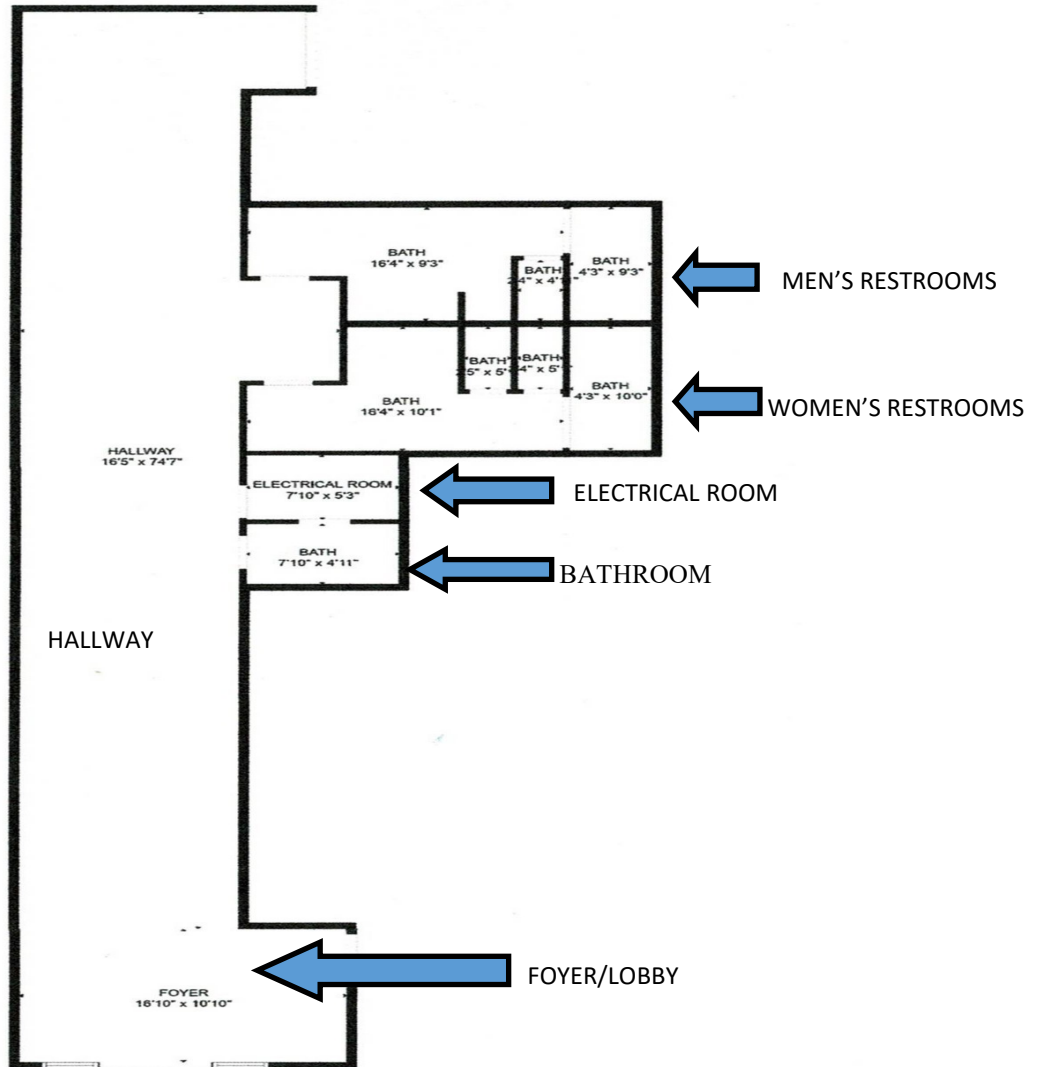 BATH
16'4" x 9'3"
BATH
BATH
4'3" x 9'3"
MEN'S RESTROOMS
BATH
BATH
BATH
16'4" x 10'1"
BATH
4'3" x 10'0"
WOMEN'S RESTROOMS
HALLWAY
16'5" x 74'7"
ELECTRICAL ROOM
7'10" x 5'3"
ELECTRICAL ROOM
BATH
7'10" x 4'11"
BATHROOM
HALLWAY
FOYER/LOBBY
FOYER
16'10" x 10'10"